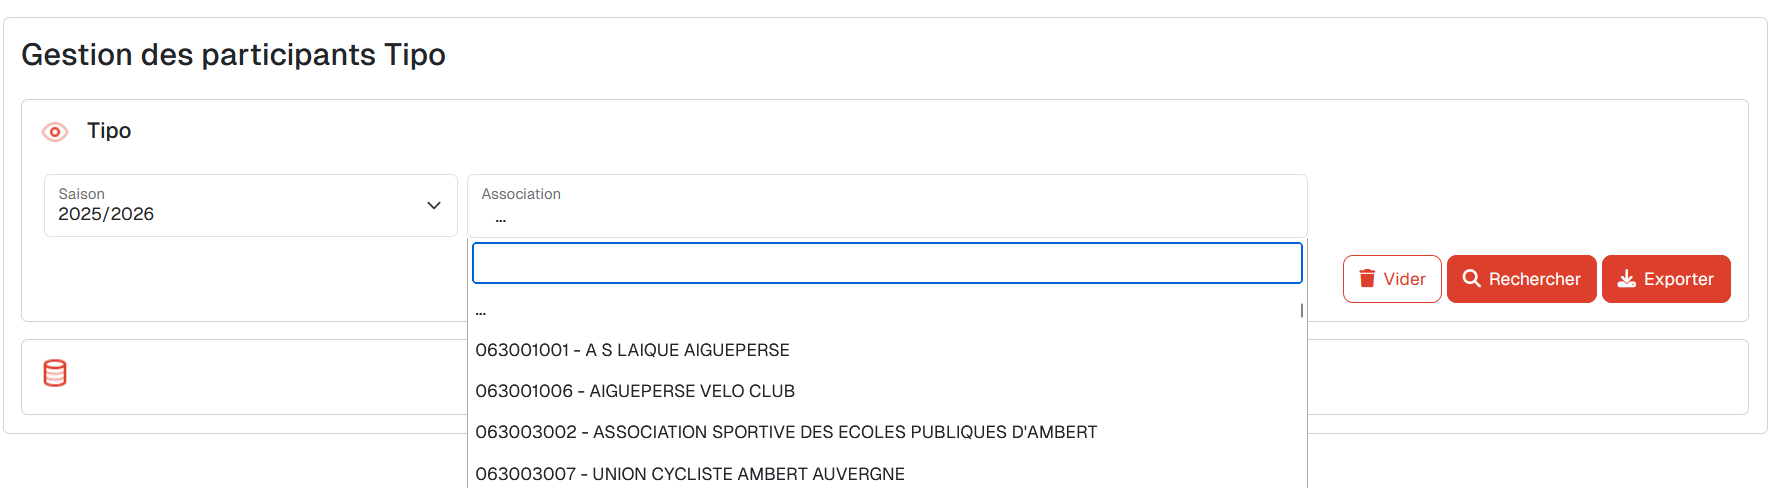 Gestion des participants Tipo
Tipo
Saison
2025/2026
Association
...
Vider
Rechercher
Exporter
...
063001001 - A S LAIQUE AIGUEPERSE
063001006 - AIGUEPERSE VELO CLUB
063003002 - ASSOCIATION SPORTIVE DES ECOLES PUBLIQUES D'AMBERT
063003007 - UNION CYCLISTE AMBERT AUVERGNE